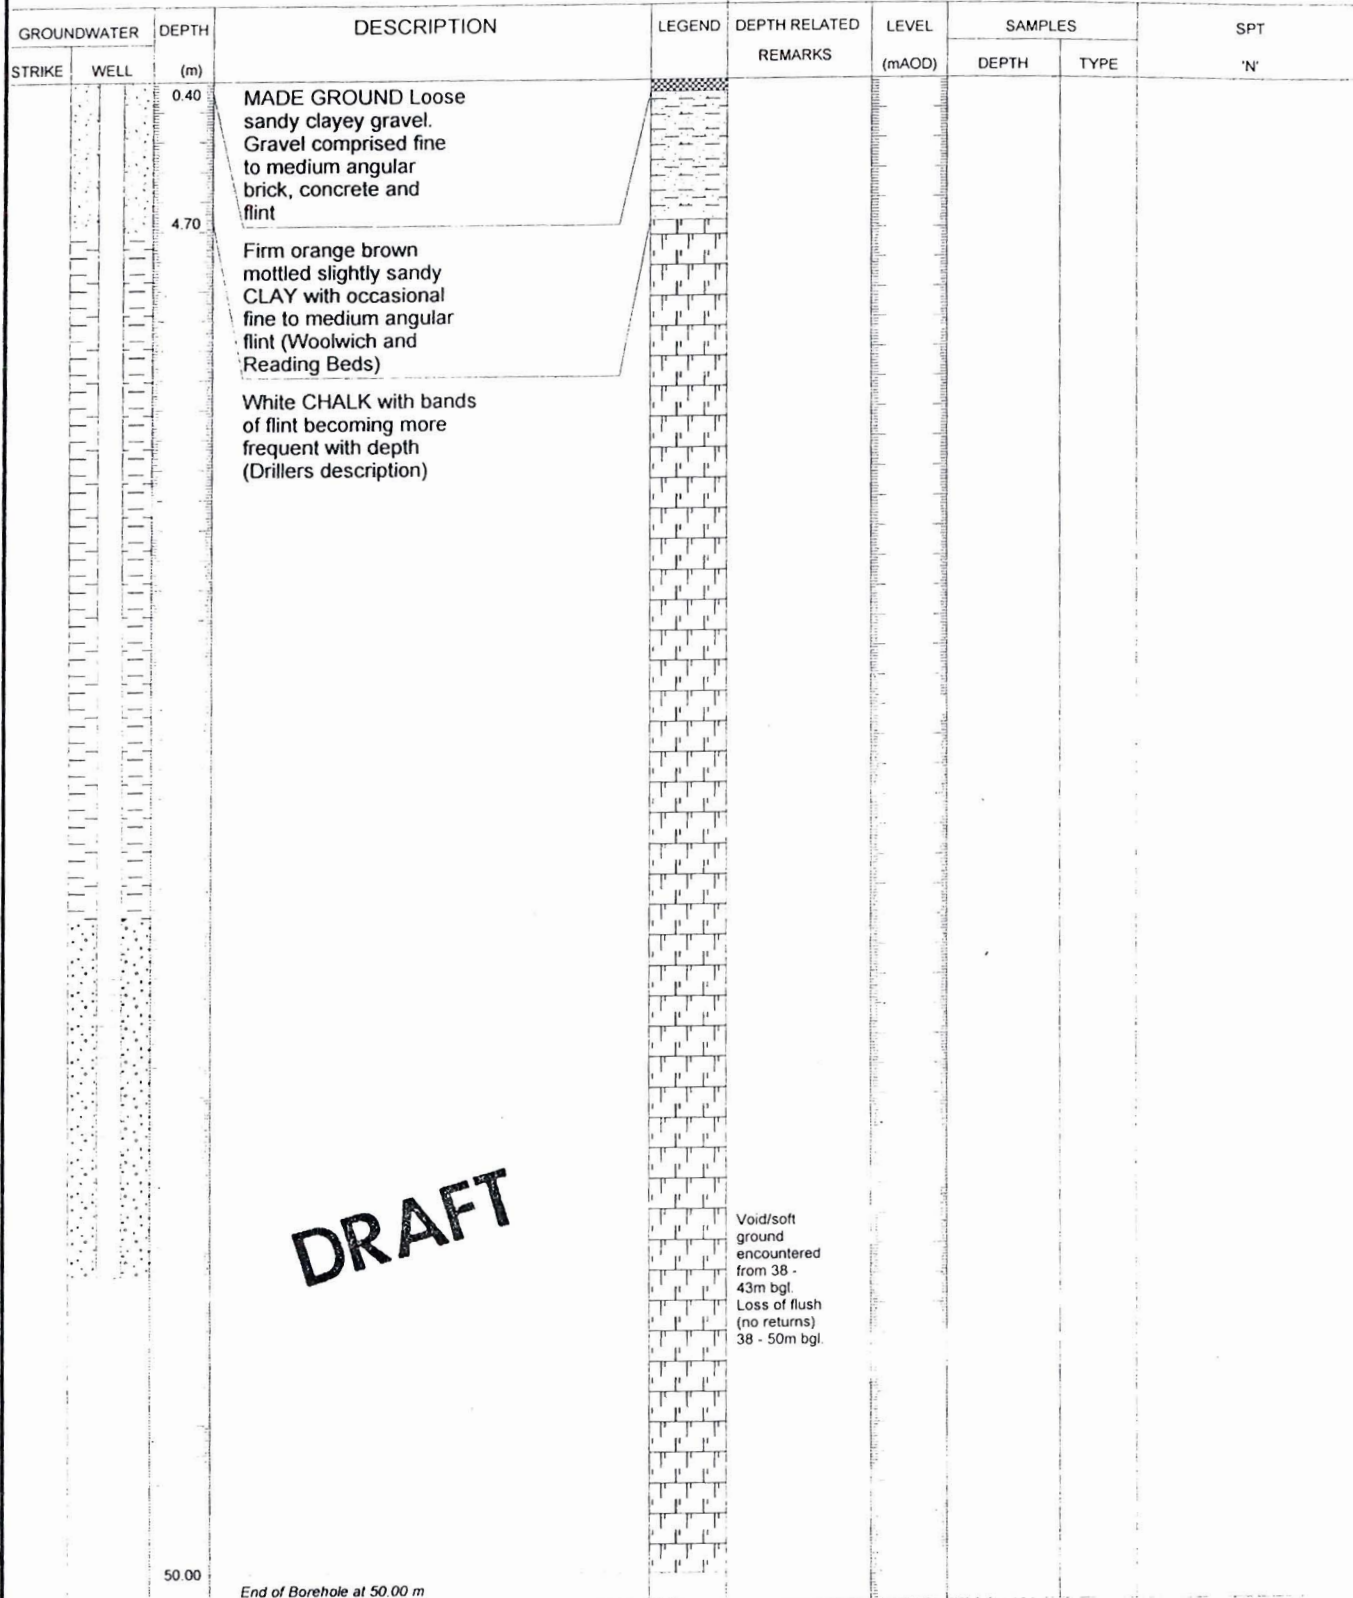 GROUNDWATER DEPTH DESCRIPTION LEGEND DEPTH RELATED LEVEL SAMPLES SPT
REMARKS
STRIKE WELL (m) (mAOD) DEPTH TYPE 'N'
0.40 MADE GROUND Loose
sandy clayey gravel.
Gravel comprised fine
to medium angular
brick, concrete and
flint
4.70
Firm orange brown
mottled slightly sandy
CLAY with occasional
fine to medium angular
flint (Woolwich and
Reading Beds)
White CHALK with bands
of flint becoming more
frequent with depth
(Drillers description)
DRAFT
Void/soft
ground
encountered
from 38 -
43m bgl.
Loss of flush
(no returns)
38 - 50m bgl.
50.00
End of Borehole at 50.00 m